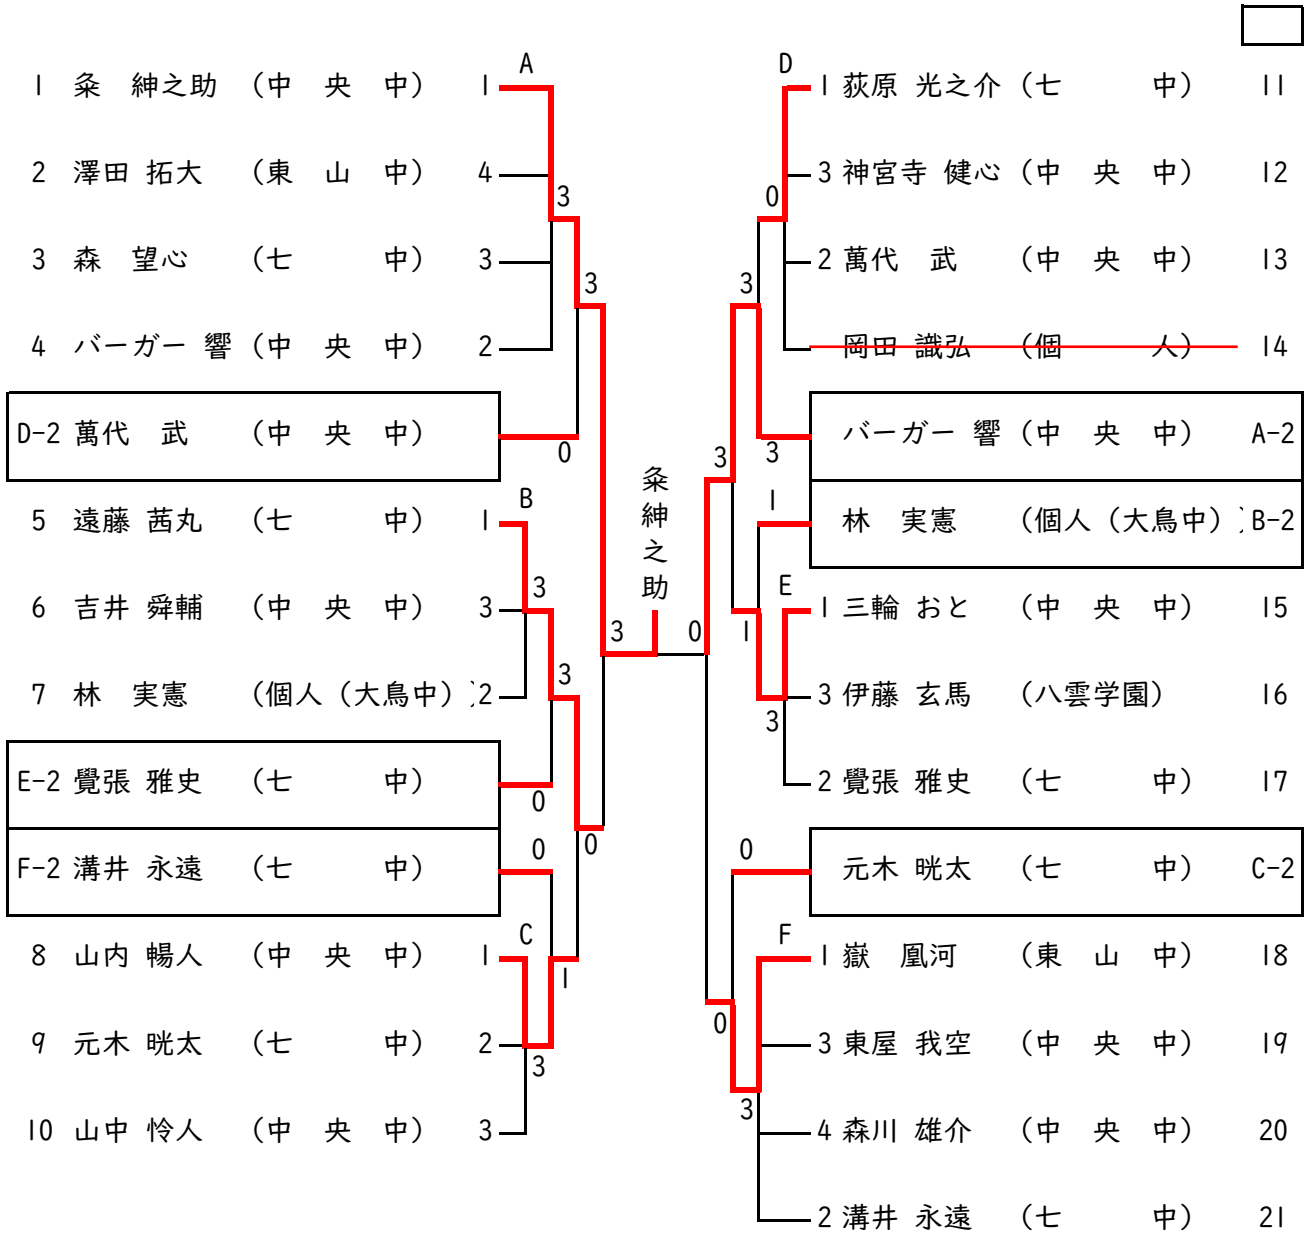 A
1 粂 紳之助 (中 央 中) 1
2 澤田 拓大 (東 山 中) 4
3
3 森 望心 (七 中) 3
3
4 バーガー 響 (中 央 中) 2
D-2 萬代 武 (中 央 中)
0
B
5 遠藤 茜丸 (七 中) 1
3
6 吉井 舜輔 (中 央 中) 3
3
7 林 実憲 (個人(大鳥中)) 2
E-2 覺張 雅史 (七 中)
0
0
0
F-2 溝井 永遠 (七 中)
C
8 山内 暢人 (中 央 中) 1
1
9 元木 晄太 (七 中) 2
3
10 山中 怜人 (中 央 中) 3
粂紳之助
3
0
D
1 荻原 光之介 (七 中) 11
3 神宮寺 健心 (中 央 中) 12
0
2 萬代 武 (中 央 中) 13
3
岡田 識弘 (個 人) 14
バーガー 響 (中 央 中) A-2
3
3
1
林 実憲 (個人(大鳥中)) B-2
E
1 三輪 おと (中 央 中) 15
1
3 伊藤 玄馬 (八雲学園) 16
3
2 覺張 雅史 (七 中) 17
0
元木 晄太 (七 中) C-2
F
1 嶽 凰河 (東 山 中) 18
0
3 東屋 我空 (中 央 中) 19
3
4 森川 雄介 (中 央 中) 20
2 溝井 永遠 (七 中) 21